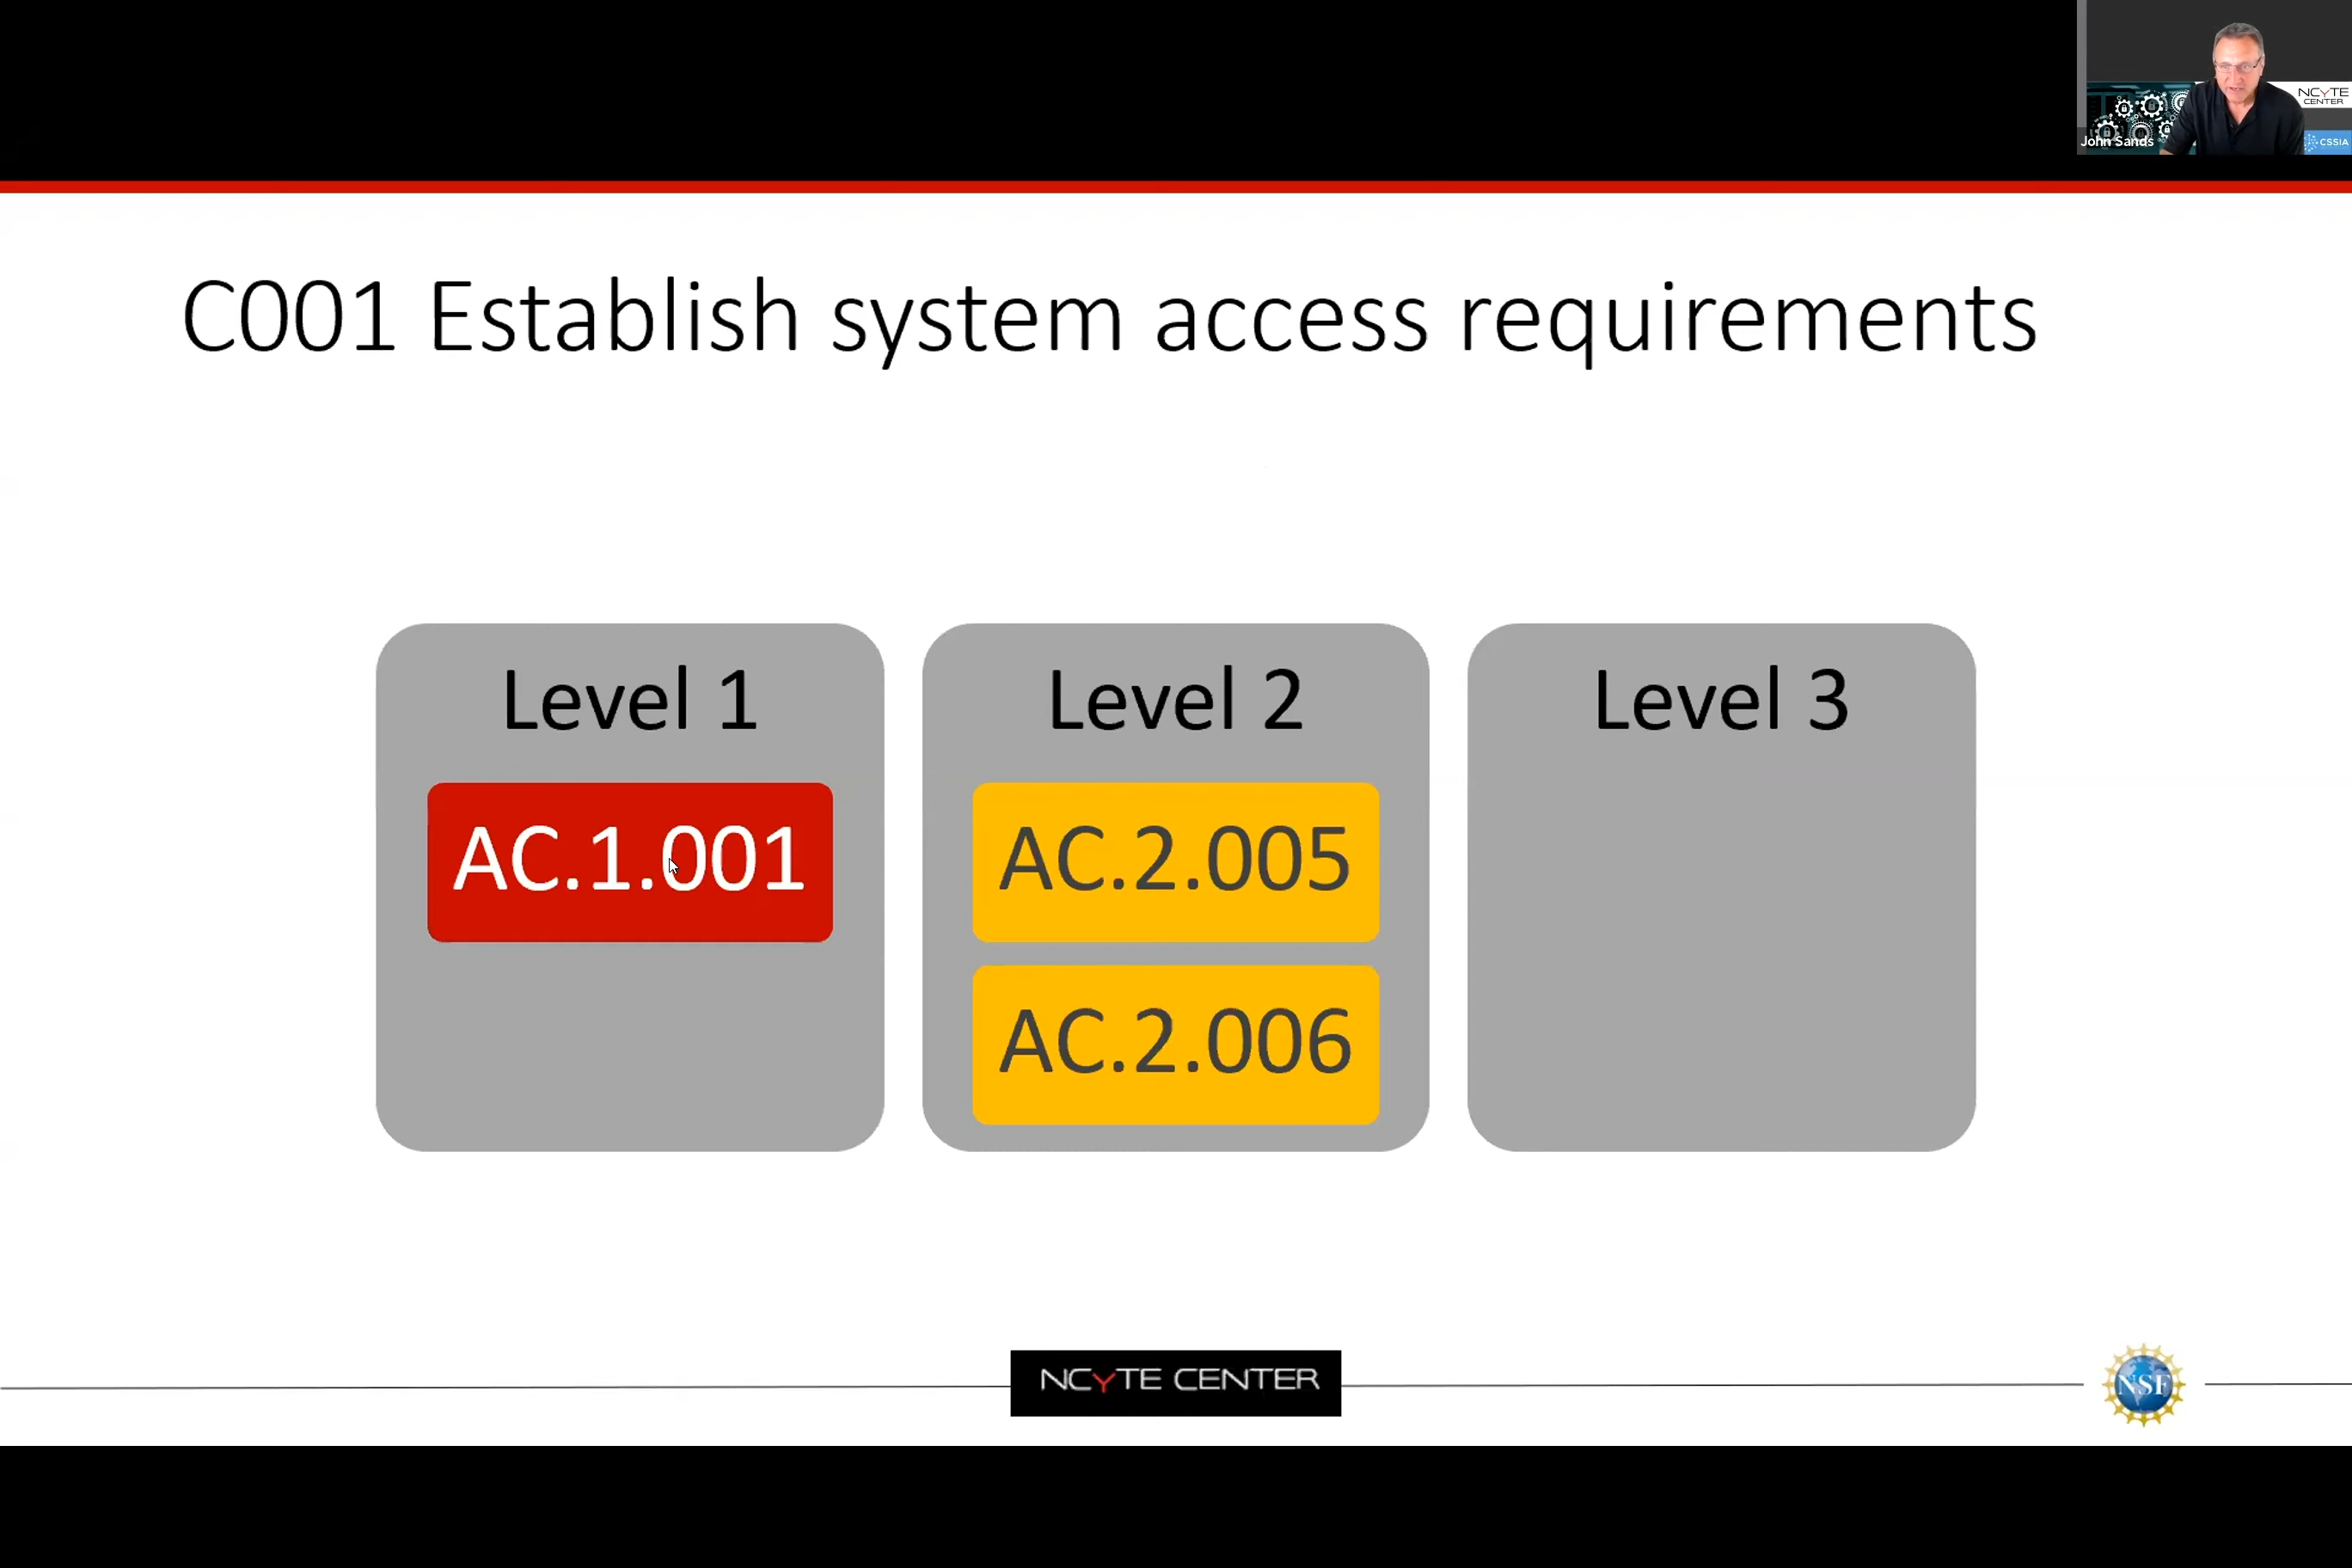 NCYTE
CENTER
John Sands
CSSIA
C001 Establish system access requirements
Level 1
Level 2
Level 3
AC.1.001
AC.2.005
AC.2.006
NCYTE CENTER
NSF